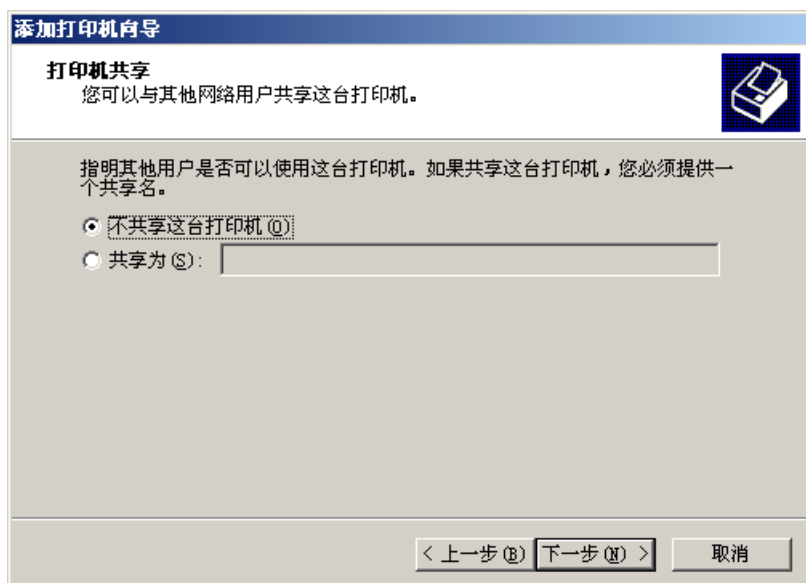 添加打印机向导
打印机共享
您可以与其他网络用户共享这台打印机。
指明其他用户是否可以使用这台打印机。如果共享这台打印机，您必须提供一
个共享名。
不共享这台打印机(O)
共享为(S):
< 上一步(B) 下一步(N) > 取消